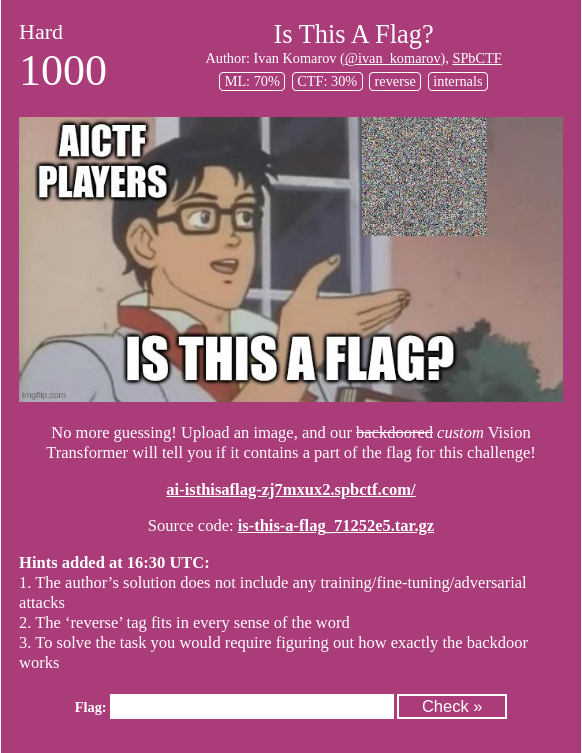 Hard
1000
Is This A Flag?
Author: Ivan Komarov (@ivan_komarov), SPbCTF
ML: 70% CTF: 30% reverse internals
AICTF
PLAYERS
IS THIS A FLAG?
imgflip.com
No more guessing! Upload an image, and our backdoored custom Vision
Transformer will tell you if it contains a part of the flag for this challenge!
ai-isthisaflag-zj7mxux2.spbctf.com/
Source code: is-this-a-flag_71252e5.tar.gz
Hints added at 16:30 UTC:
1. The author’s solution does not include any training/fine-tuning/adversarial
attacks
2. The ‘reverse’ tag fits in every sense of the word
3. To solve the task you would require figuring out how exactly the backdoor
works
Flag: Check »